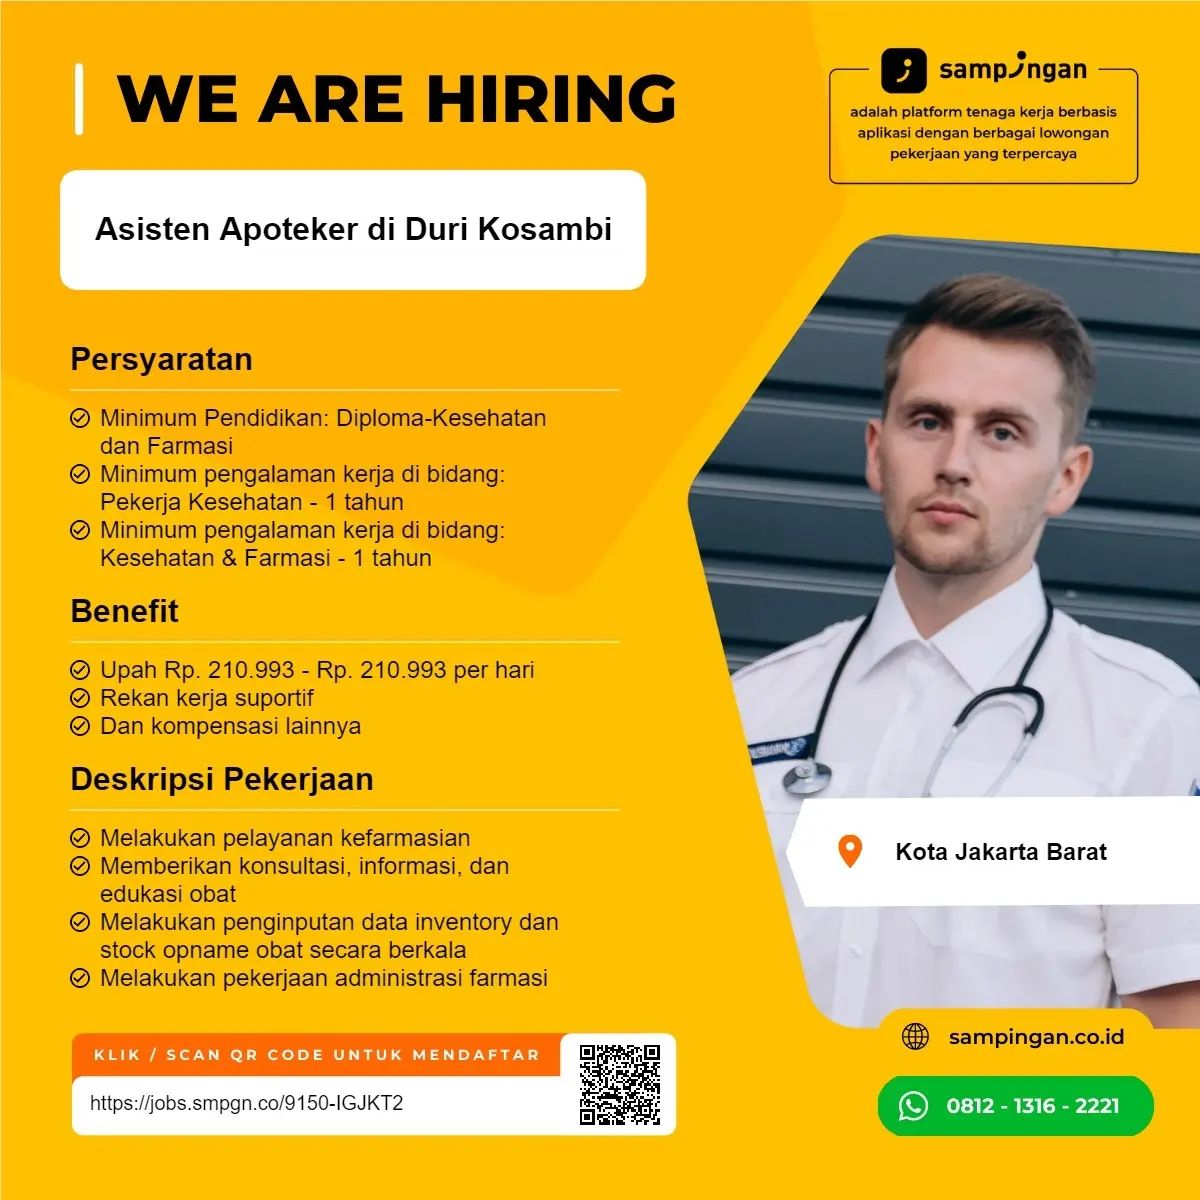 WE ARE HIRING
sampingan
adalah platform tenaga kerja berbasis
aplikasi dengan berbagai lowongan
pekerjaan yang terpercaya
Asisten Apoteker di Duri Kosambi
Persyaratan
Minimum Pendidikan: Diploma-Kesehatan
dan Farmasi
Minimum pengalaman kerja di bidang:
Pekerja Kesehatan - 1 tahun
Minimum pengalaman kerja di bidang:
Kesehatan & Farmasi - 1 tahun
Benefit
Upah Rp. 210.993 - Rp. 210.993 per hari
Rekan kerja suportif
Dan kompensasi lainnya
Deskripsi Pekerjaan
Melakukan pelayanan kefarmasian
Memberikan konsultasi, informasi, dan
edukasi obat
Melakukan penginputan data inventory dan
stock opname obat secara berkala
Melakukan pekerjaan administrasi farmasi
Kota Jakarta Barat
KLIK / SCAN QR CODE UNTUK MENDAFTAR
https://jobs.smpgn.co/9150-IGJKT2
sampingan.co.id
0812 - 1316 - 2221